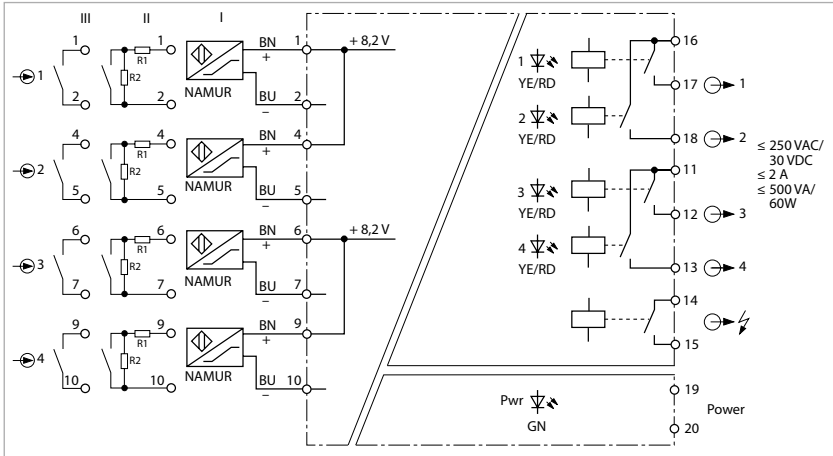 III II I
1 1 BN 1 + 8,2 V
+
R1
R2
1
2 2 BU 2
–
NAMUR
4 4 BN 4
+
R1
R2
2
5 5 BU 5
–
NAMUR
6 6 BN 6 + 8,2 V
+
R1
R2
3
7 7 BU 7
–
NAMUR
9 9 BN 9
+
R1
R2
4
10 10 BU 10
–
NAMUR
16
1
YE/RD
17 1
2
YE/RD
18 2
≤ 250 VAC/
30 VDC
≤ 2 A
≤ 500 VA/
60W
11
3
YE/RD
12 3
4
YE/RD
13 4
14
15
Pwr
GN
19
Power
20